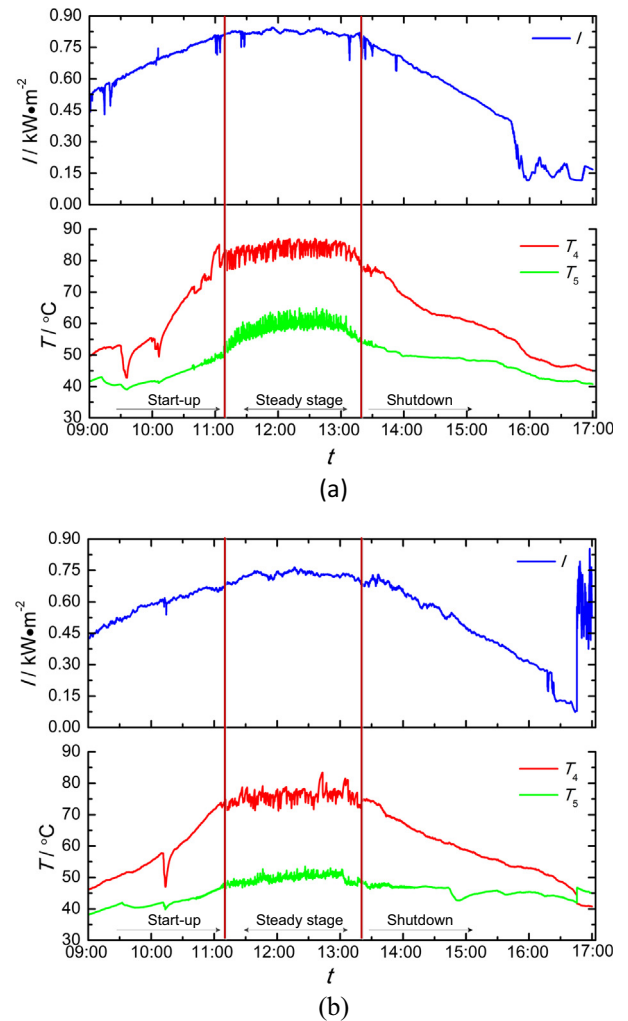 0.90
0.75
0.60
0.45
0.30
0.15
0.00
I / kW•m⁻²
I
90
80
70
60
50
40
30
T / °C
T₄
T₅
Start-up Steady stage Shutdown
09:00 10:00 11:00 12:00 13:00 14:00 15:00 16:00 17:00
t
(a)
0.90
0.75
0.60
0.45
0.30
0.15
0.00
I / kW•m⁻²
I
90
80
70
60
50
40
30
T / °C
T₄
T₅
Start-up Steady stage Shutdown
09:00 10:00 11:00 12:00 13:00 14:00 15:00 16:00 17:00
t
(b)